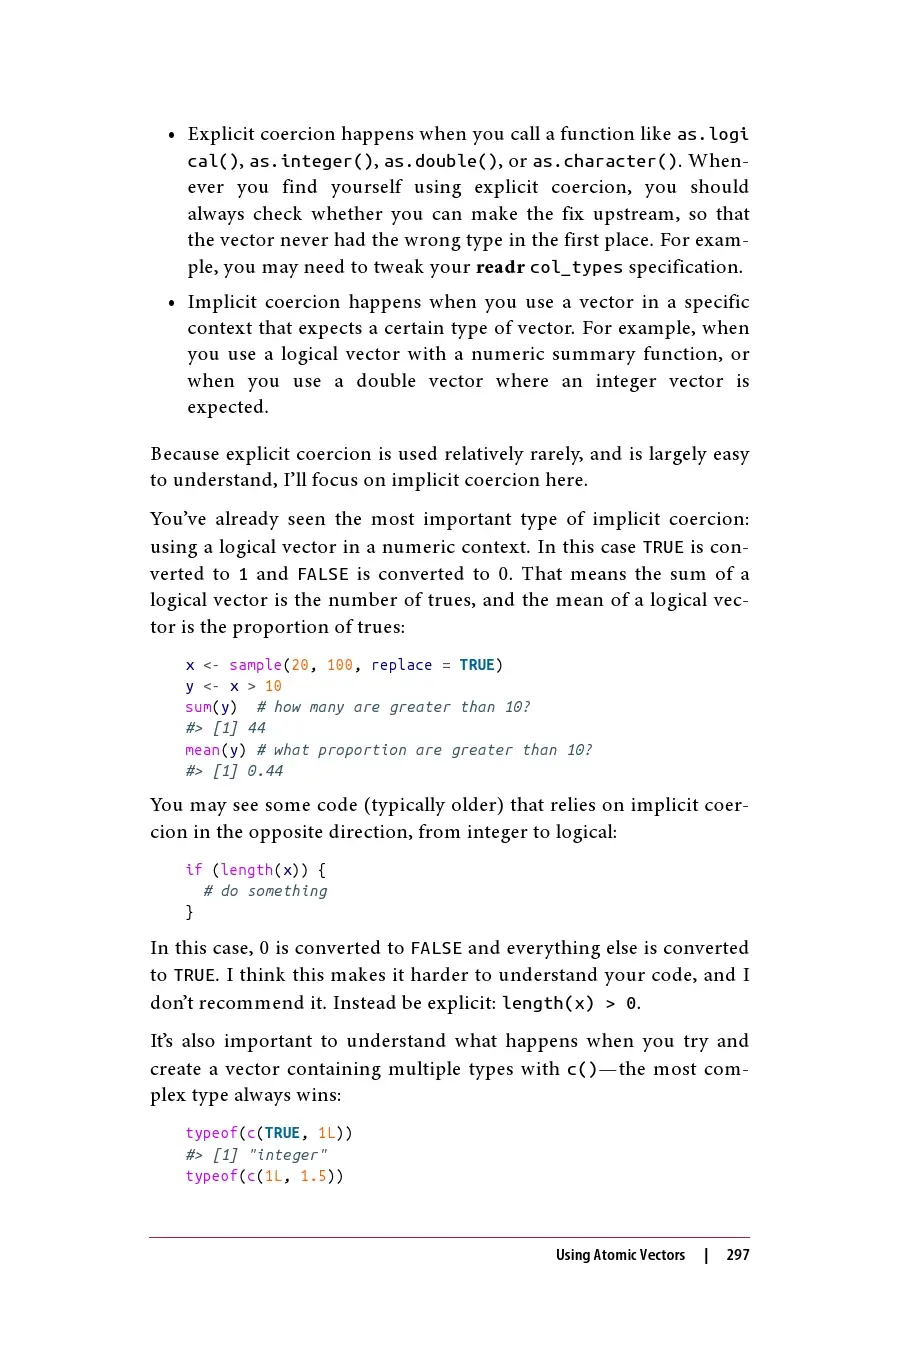 • Explicit coercion happens when you call a function like as.logi
cal(), as.integer(), as.double(), or as.character(). When-
ever you find yourself using explicit coercion, you should
always check whether you can make the fix upstream, so that
the vector never had the wrong type in the first place. For exam-
ple, you may need to tweak your readr col_types specification.
• Implicit coercion happens when you use a vector in a specific
context that expects a certain type of vector. For example, when
you use a logical vector with a numeric summary function, or
when you use a double vector where an integer vector is
expected.
Because explicit coercion is used relatively rarely, and is largely easy
to understand, I’ll focus on implicit coercion here.
You’ve already seen the most important type of implicit coercion:
using a logical vector in a numeric context. In this case TRUE is con-
verted to 1 and FALSE is converted to 0. That means the sum of a
logical vector is the number of trues, and the mean of a logical vec-
tor is the proportion of trues:
x <- sample(20, 100, replace = TRUE)
y <- x > 10
sum(y)  # how many are greater than 10?
#> [1] 44
mean(y) # what proportion are greater than 10?
#> [1] 0.44
You may see some code (typically older) that relies on implicit coer-
cion in the opposite direction, from integer to logical:
if (length(x)) {
  # do something
}
In this case, 0 is converted to FALSE and everything else is converted
to TRUE. I think this makes it harder to understand your code, and I
don’t recommend it. Instead be explicit: length(x) > 0.
It’s also important to understand what happens when you try and
create a vector containing multiple types with c()—the most com-
plex type always wins:
typeof(c(TRUE, 1L))
#> [1] "integer"
typeof(c(1L, 1.5))
Using Atomic Vectors | 297